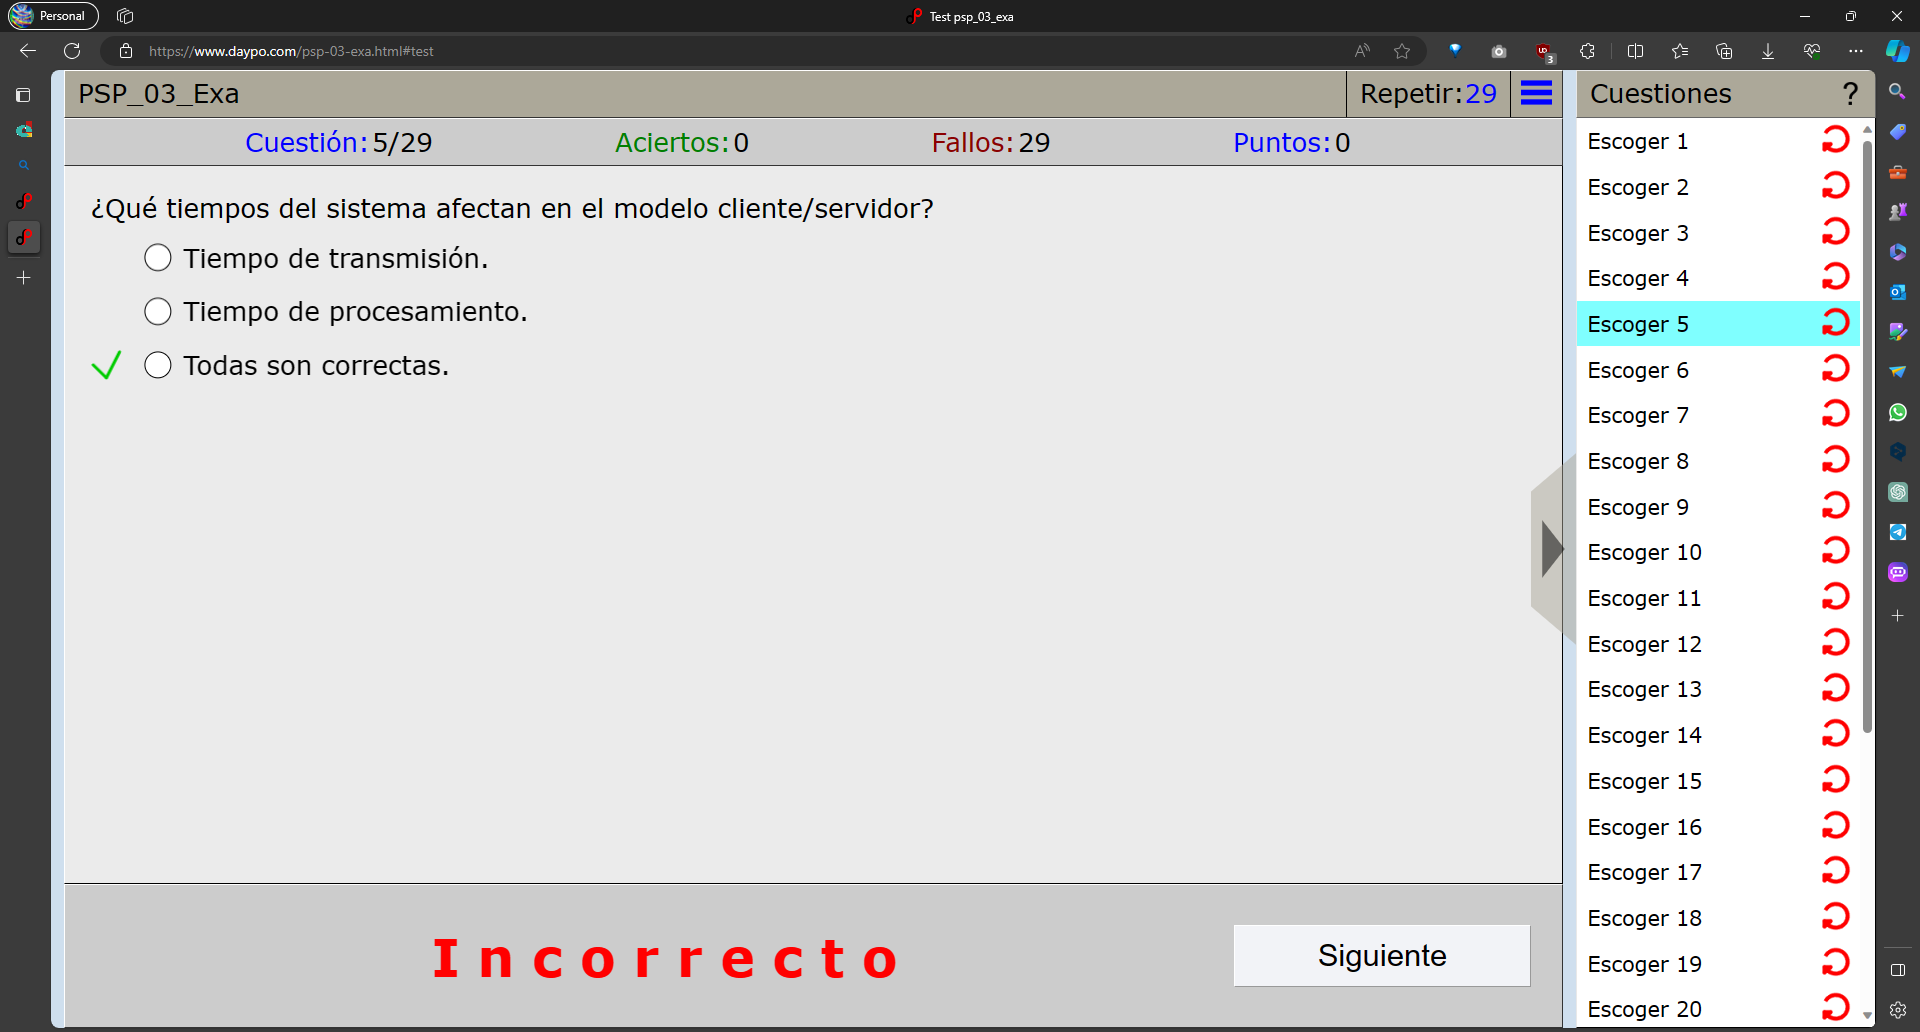 Personal
Test psp_03_exa
https://www.daypo.com/psp-03-exa.html#test
3
PSP_03_Exa
Repetir:29
Cuestiones
?
Cuestión:5/29
Aciertos:0
Fallos:29
Puntos:0
¿Qué tiempos del sistema afectan en el modelo cliente/servidor?
Tiempo de transmisión.
Tiempo de procesamiento.
Todas son correctas.
Incorrecto
Siguiente
Escoger 1
Escoger 2
Escoger 3
Escoger 4
Escoger 5
Escoger 6
Escoger 7
Escoger 8
Escoger 9
Escoger 10
Escoger 11
Escoger 12
Escoger 13
Escoger 14
Escoger 15
Escoger 16
Escoger 17
Escoger 18
Escoger 19
Escoger 20